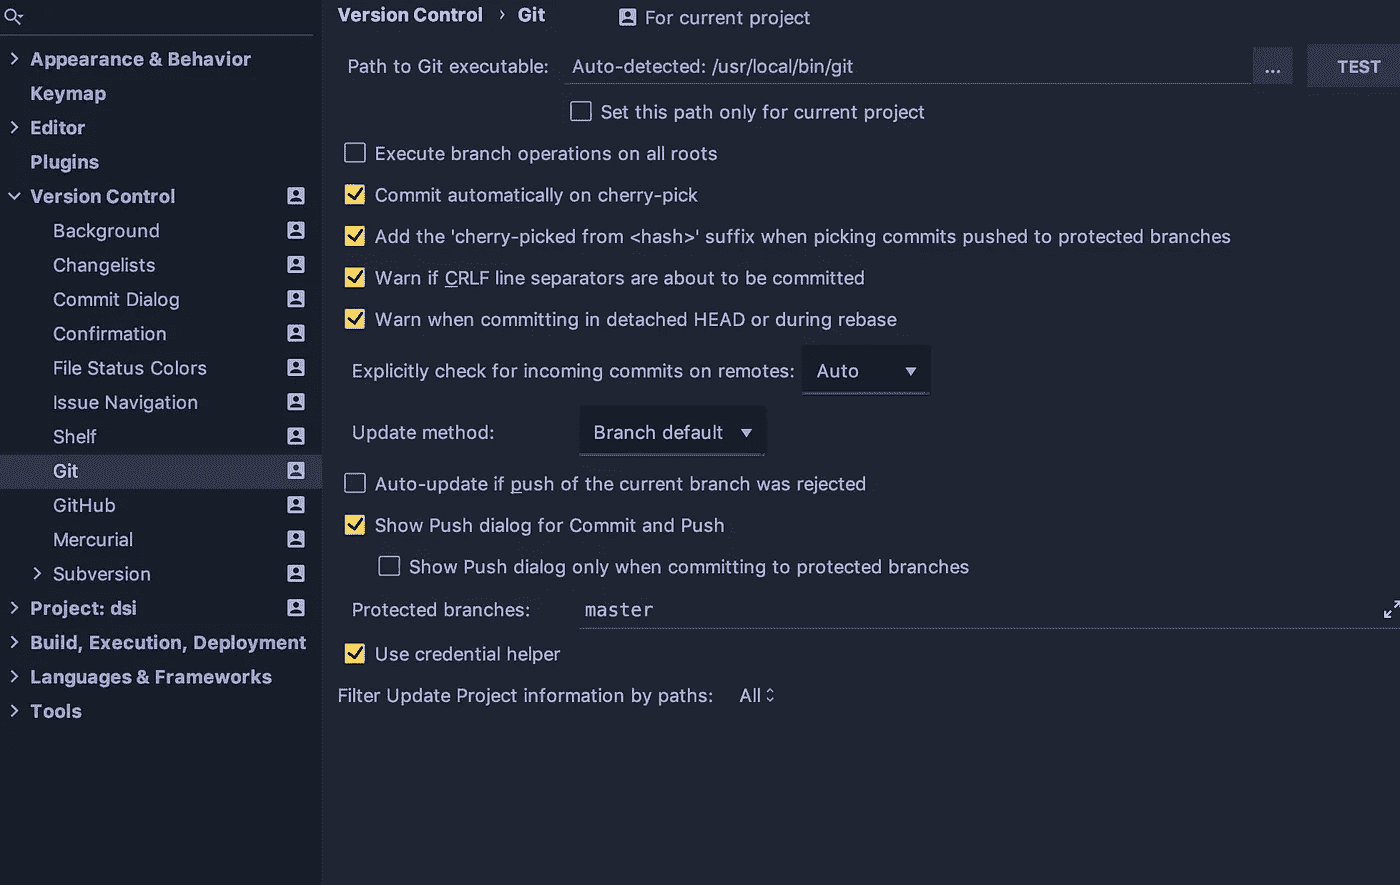 Appearance & Behavior
Keymap
Editor
Plugins
Version Control
Background
Changelists
Commit Dialog
Confirmation
File Status Colors
Issue Navigation
Shelf
Git
GitHub
Mercurial
Subversion
Project: dsi
Build, Execution, Deployment
Languages & Frameworks
Tools
Version Control › Git For current project
Path to Git executable: Auto-detected: /usr/local/bin/git ... TEST
Set this path only for current project
Execute branch operations on all roots
Commit automatically on cherry-pick
Add the 'cherry-picked from <hash>' suffix when picking commits pushed to protected branches
Warn if CRLF line separators are about to be committed
Warn when committing in detached HEAD or during rebase
Explicitly check for incoming commits on remotes: Auto
Update method: Branch default
Auto-update if push of the current branch was rejected
Show Push dialog for Commit and Push
Show Push dialog only when committing to protected branches
Protected branches: master
Use credential helper
Filter Update Project information by paths: All